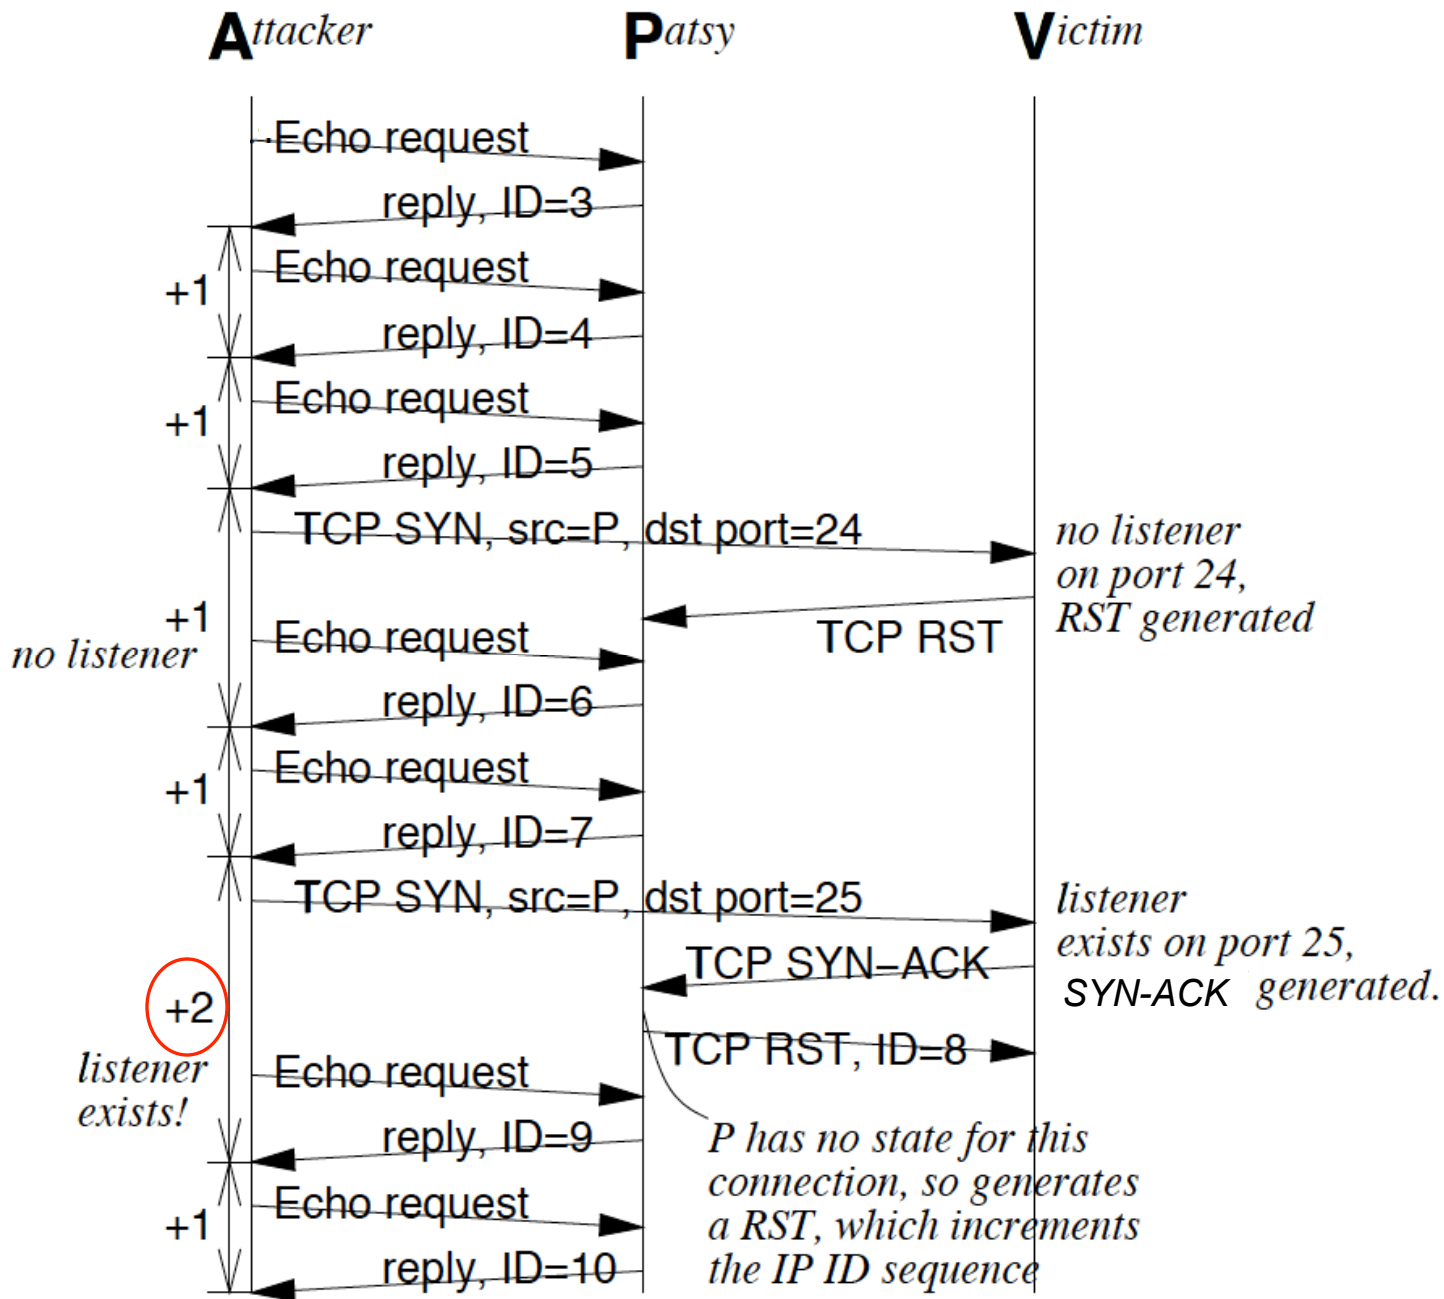 Attacker Patsy Victim
Echo request
reply, ID=3
+1
Echo request
reply, ID=4
+1
Echo request
reply, ID=5
TCP SYN, src=P, dst port=24
no listener
on port 24,
RST generated
+1
no listener
TCP RST
Echo request
reply, ID=6
+1
Echo request
reply, ID=7
TCP SYN, src=P, dst port=25
listener
exists on port 25,
SYN-ACK generated.
TCP SYN–ACK
+2
listener
exists!
TCP RST, ID=8
Echo request
reply, ID=9
P has no state for this
connection, so generates
a RST, which increments
the IP ID sequence
+1
Echo request
reply, ID=10